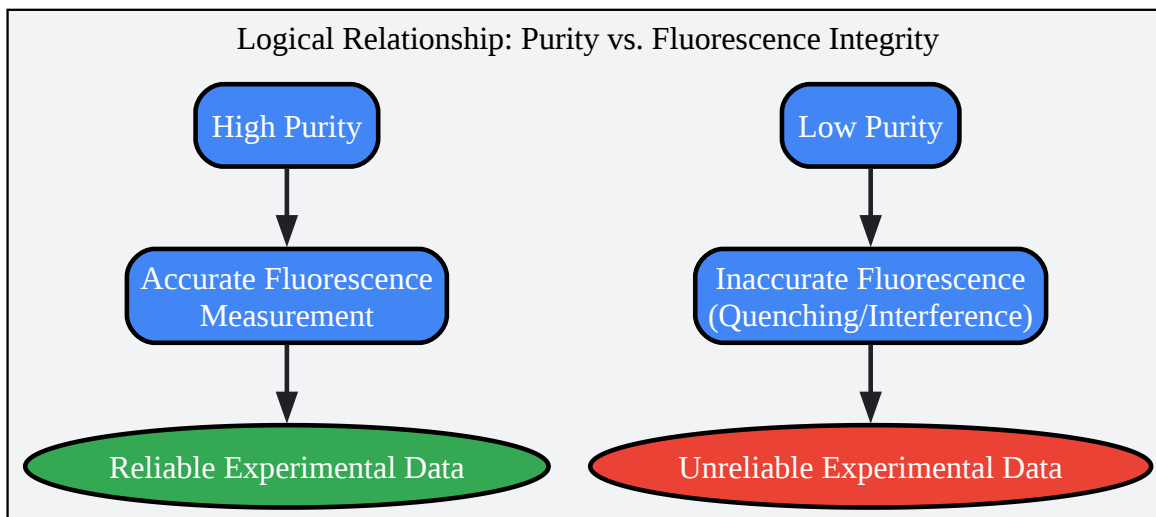 Logical Relationship: Purity vs. Fluorescence Integrity
High Purity
Accurate Fluorescence
Measurement
Reliable Experimental Data
Low Purity
Inaccurate Fluorescence
(Quenching/Interference)
Unreliable Experimental Data